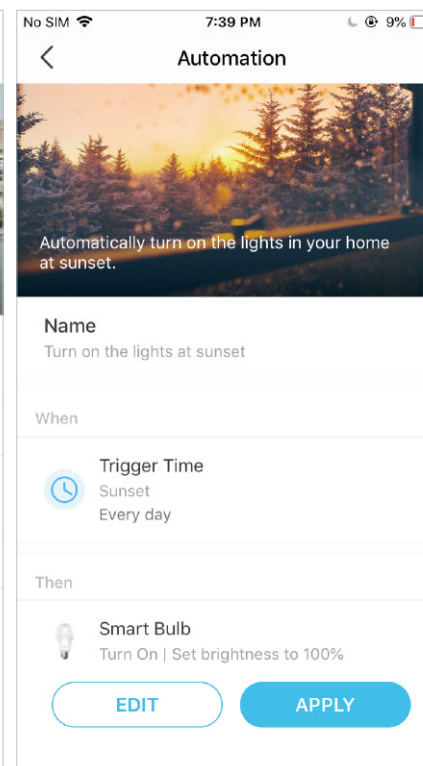 No SIM 7:39 PM 9%
Automation
Automatically turn on the lights in your home
at sunset.
Name
Turn on the lights at sunset
When
Trigger Time
Sunset
Every day
Then
Smart Bulb
Turn On | Set brightness to 100%
EDIT APPLY